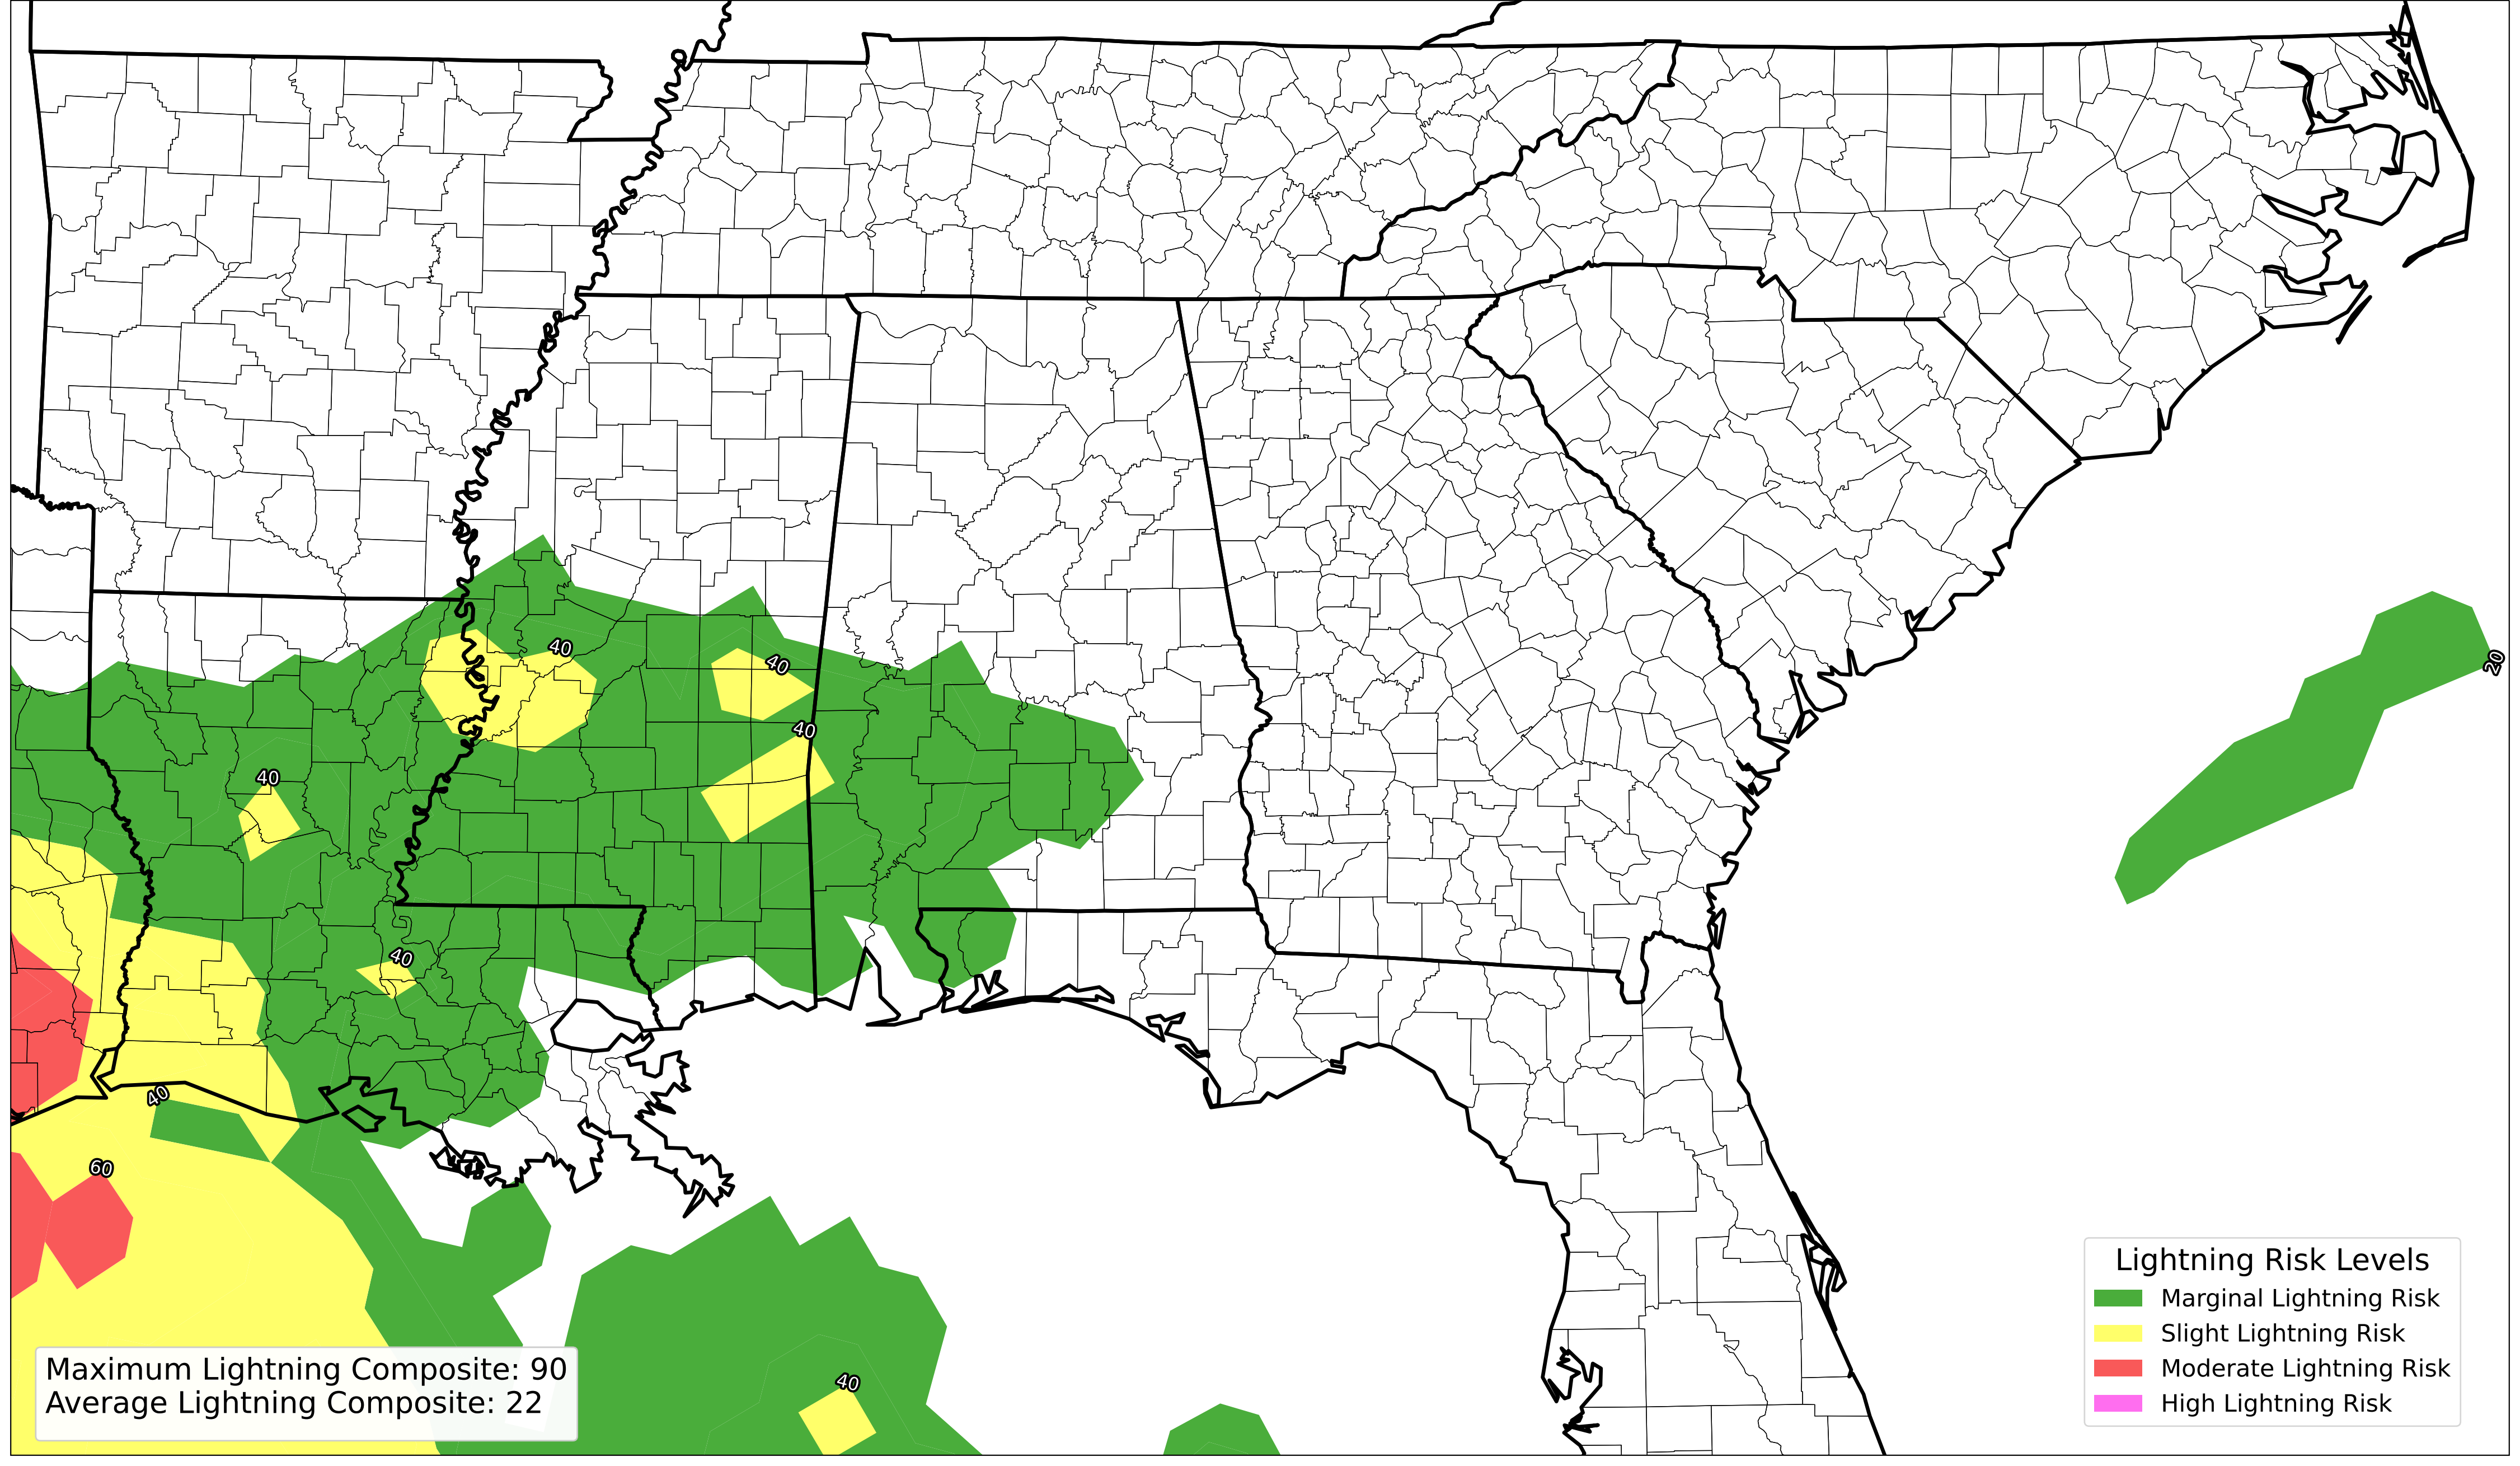 40
40
40
20
40
40
40
60
40
Lightning Risk Levels
Marginal Lightning Risk
Slight Lightning Risk
Moderate Lightning Risk
High Lightning Risk
Maximum Lightning Composite: 90
Average Lightning Composite: 22